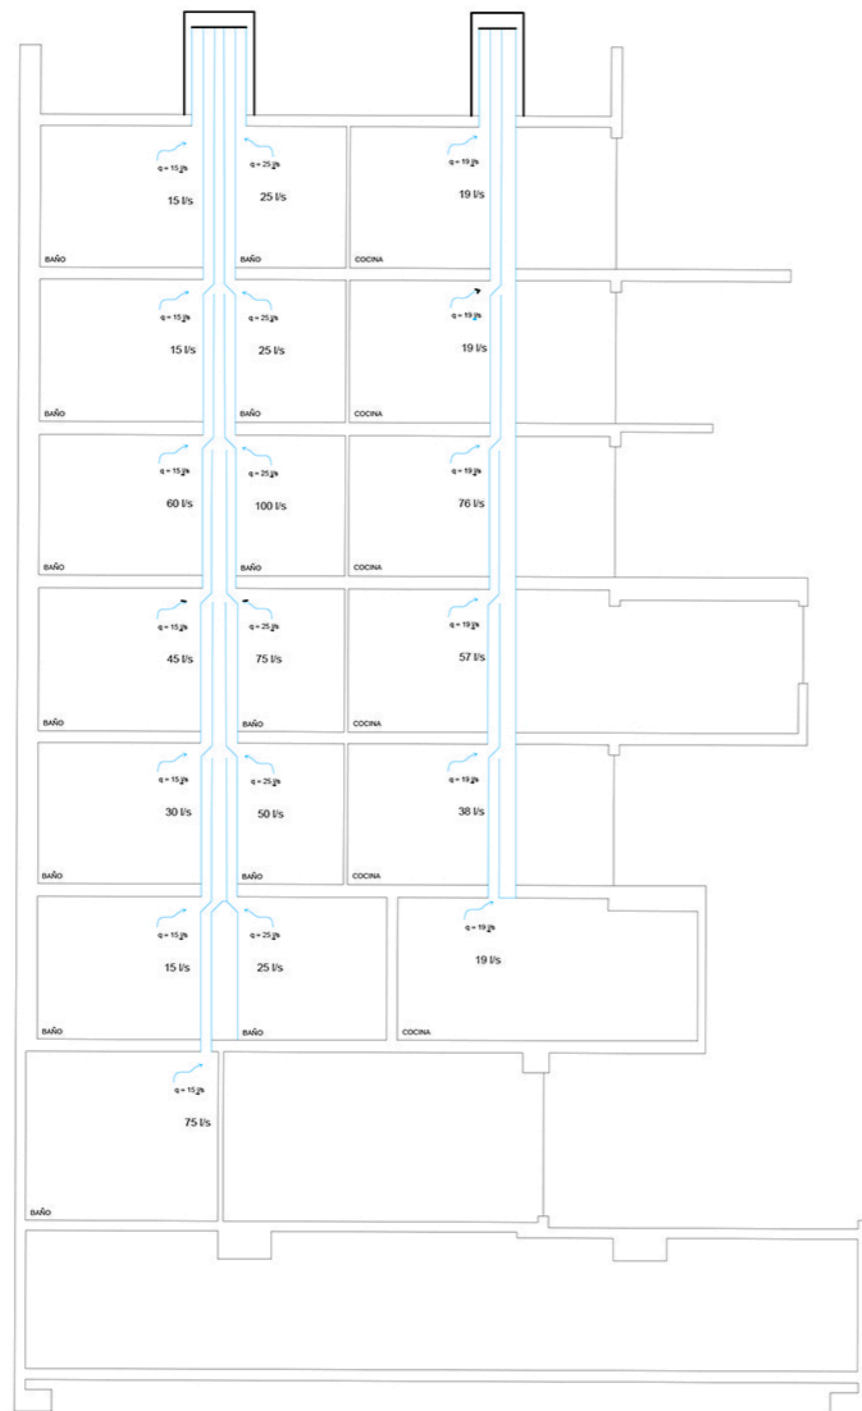 q = 15 l/s
q = 25 l/s
q = 19 l/s
15 l/s
25 l/s
19 l/s
BAÑO
BAÑO
COCINA
q = 15 l/s
q = 25 l/s
q = 19 l/s
15 l/s
25 l/s
19 l/s
BAÑO
BAÑO
COCINA
q = 15 l/s
q = 25 l/s
q = 19 l/s
60 l/s
100 l/s
76 l/s
BAÑO
BAÑO
COCINA
q = 15 l/s
q = 25 l/s
q = 19 l/s
45 l/s
75 l/s
57 l/s
BAÑO
BAÑO
COCINA
q = 15 l/s
q = 25 l/s
q = 19 l/s
30 l/s
50 l/s
38 l/s
BAÑO
BAÑO
COCINA
q = 15 l/s
q = 25 l/s
q = 19 l/s
15 l/s
25 l/s
19 l/s
BAÑO
BAÑO
COCINA
q = 15 l/s
75 l/s
BAÑO